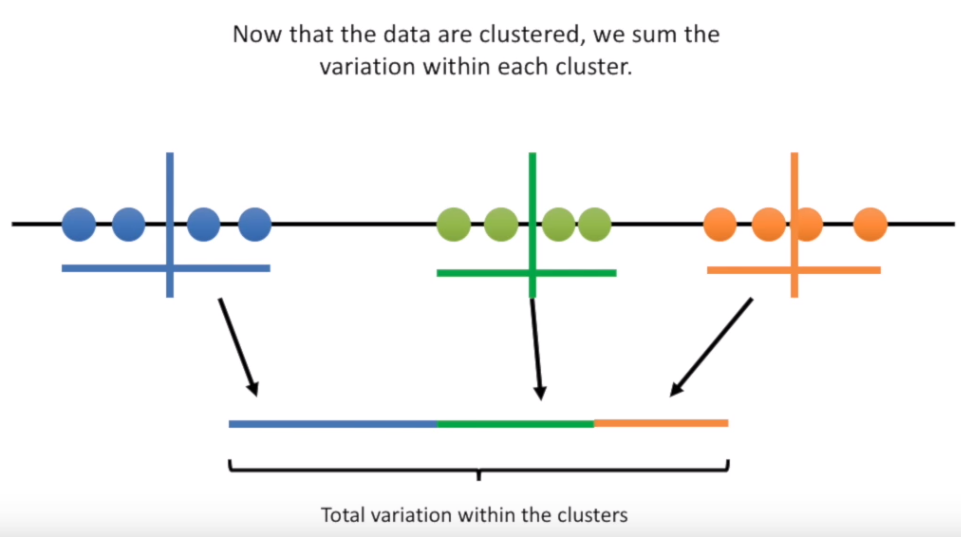 Now that the data are clustered, we sum the
variation within each cluster.
Total variation within the clusters